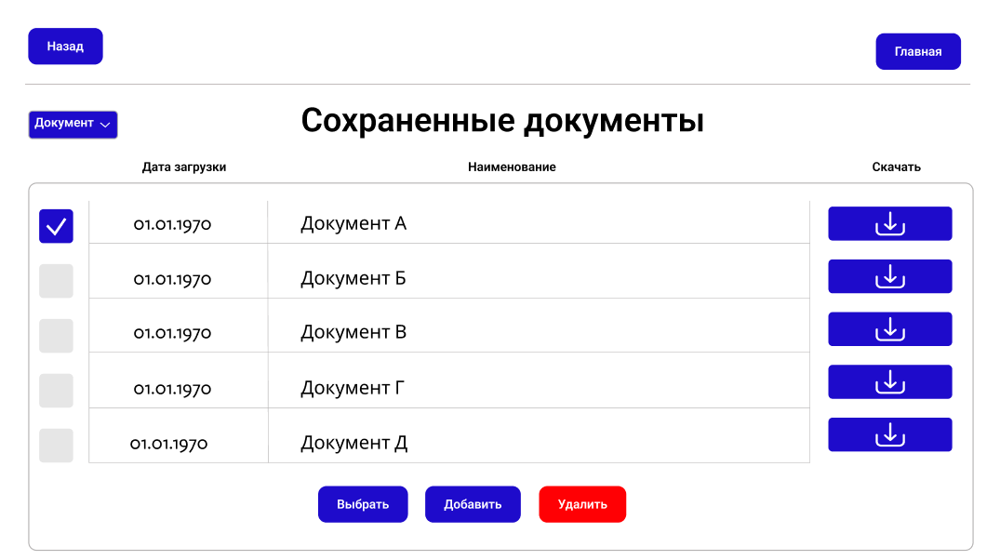 Назад
Главная
Документ
Сохраненные документы
Дата загрузки Наименование Скачать
01.01.1970 Документ А
01.01.1970 Документ Б
01.01.1970 Документ В
01.01.1970 Документ Г
01.01.1970 Документ Д
Выбрать Добавить Удалить